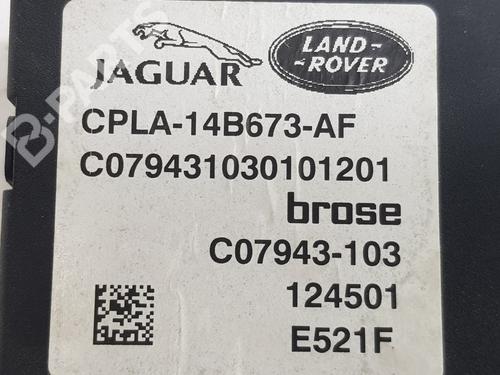 JAGUAR
LAND-
-ROVER
CPLA-14B673-AF
C079431030101201
brose
C07943-103
124501
E521F
B-PARTS